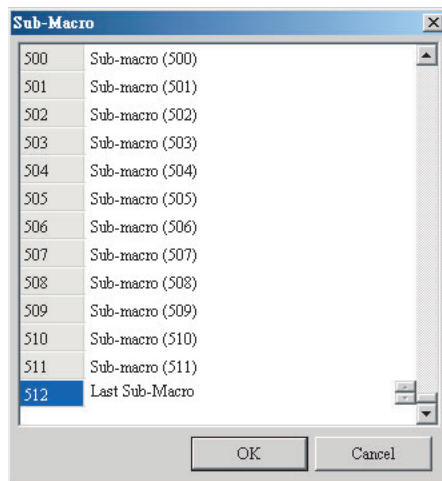 Sub-Macro
500 Sub-macro (500)
501 Sub-macro (501)
502 Sub-macro (502)
503 Sub-macro (503)
504 Sub-macro (504)
505 Sub-macro (505)
506 Sub-macro (506)
507 Sub-macro (507)
508 Sub-macro (508)
509 Sub-macro (509)
510 Sub-macro (510)
511 Sub-macro (511)
512 Last Sub-Macro
OK Cancel